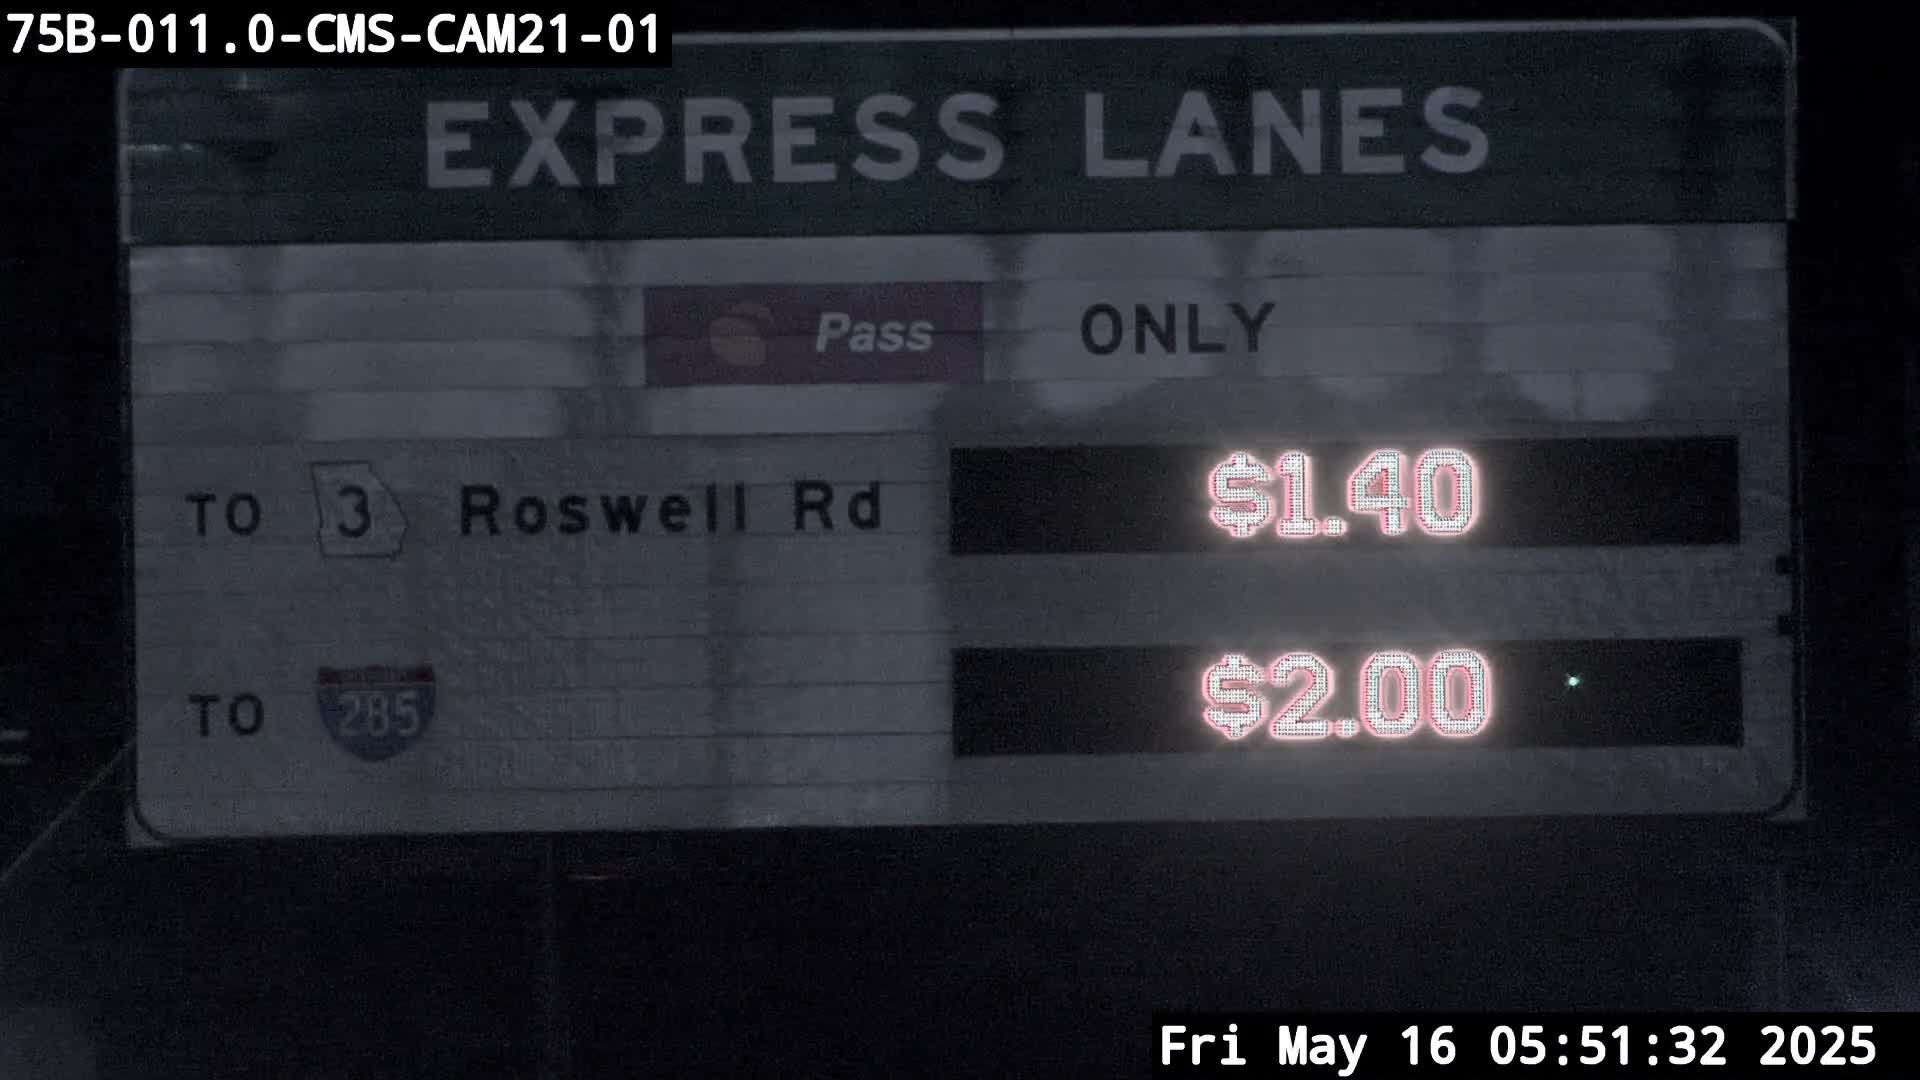 75B-011.0-CMS-CAM21-01
EXPRESS LANES
Pass ONLY
TO 3 Roswell Rd $1.40
TO 285 $2.00
Fri May 16 05:51:32 2025